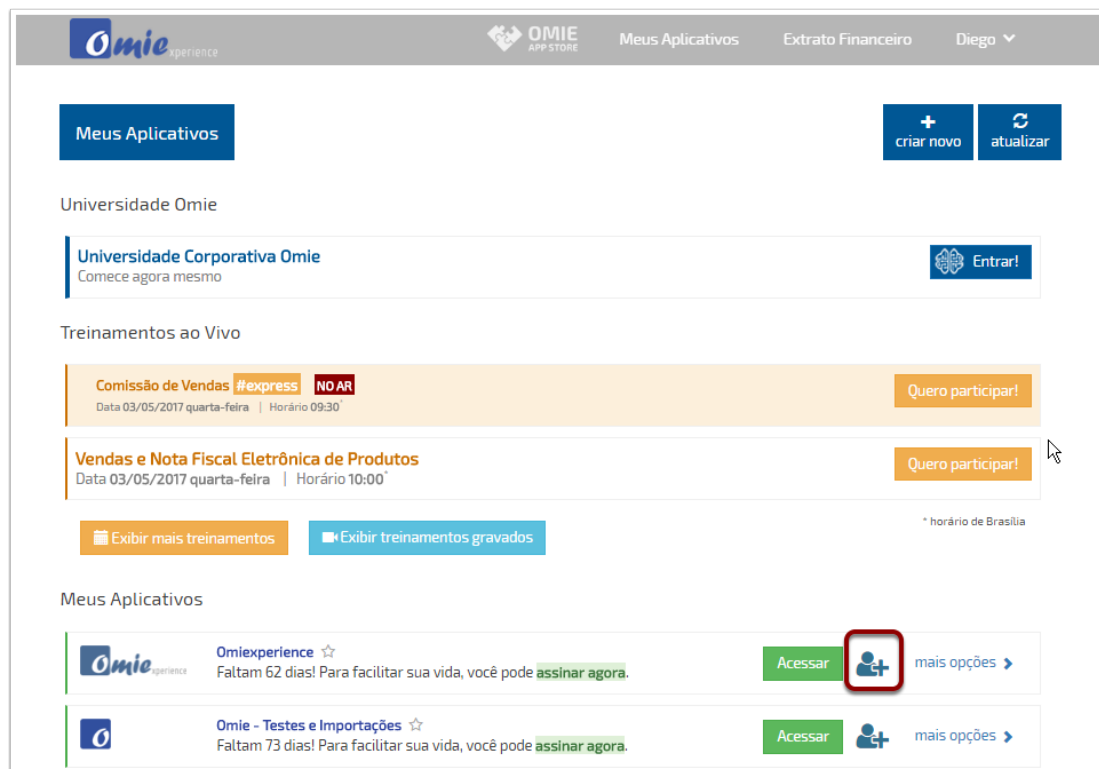 Omie xperience
OMIE APP STORE
Meus Aplicativos
Extrato Financeiro
Diego
Meus Aplicativos
criar novo
atualizar
Universidade Omie
Universidade Corporativa Omie
Comece agora mesmo
Entrar!
Treinamentos ao Vivo
Comissão de Vendas #express NO AR
Data 03/05/2017 quarta-feira | Horário 09:30*
Quero participar!
Vendas e Nota Fiscal Eletrônica de Produtos
Data 03/05/2017 quarta-feira | Horário 10:00*
Quero participar!
* horário de Brasília
Exibir mais treinamentos
Exibir treinamentos gravados
Meus Aplicativos
Omie xperience
Omiexperience
Faltam 62 dias! Para facilitar sua vida, você pode assinar agora.
Acessar
mais opções
O
Omie - Testes e Importações
Faltam 73 dias! Para facilitar sua vida, você pode assinar agora.
Acessar
mais opções